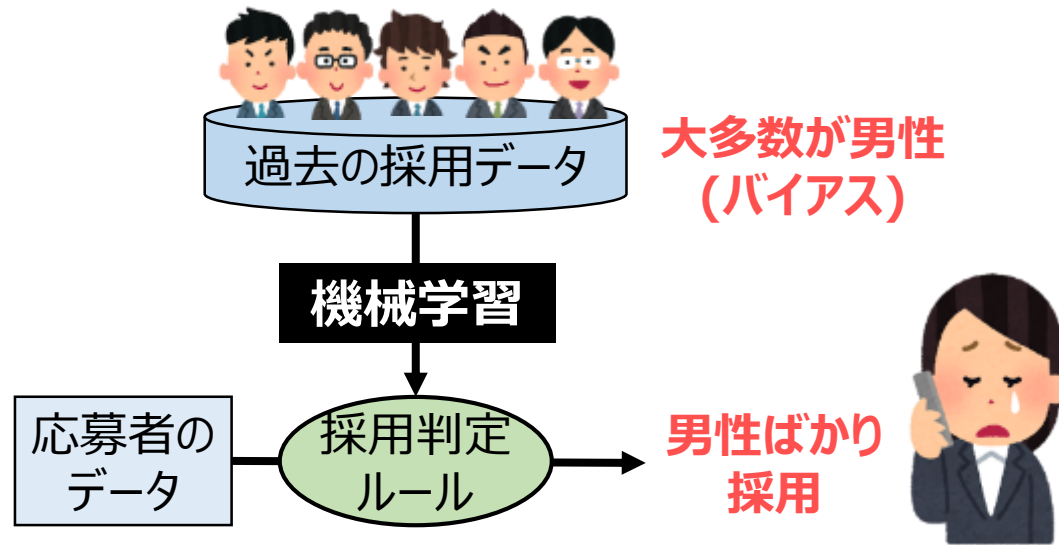 過去の採用データ
大多数が男性
(バイアス)
機械学習
応募者の
データ
採用判定
ルール
男性ばかり
採用